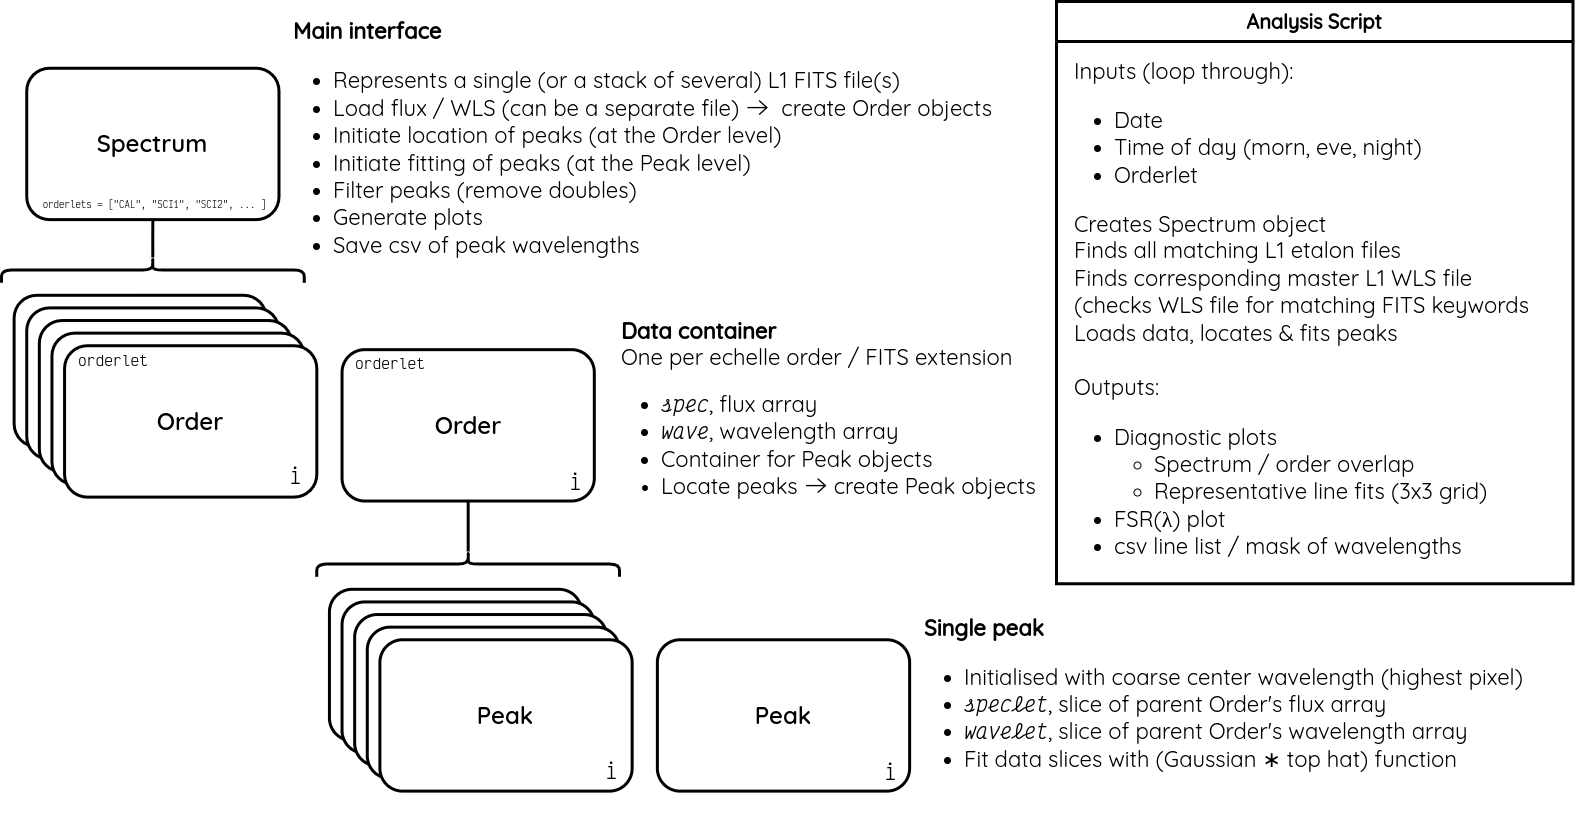 Main interface
• Represents a single (or a stack of several) L1 FITS file(s)
• Load flux / WLS (can be a separate file) → create Order objects
• Initiate location of peaks (at the Order level)
• Initiate fitting of peaks (at the Peak level)
• Filter peaks (remove doubles)
• Generate plots
• Save csv of peak wavelengths
Spectrum
orderlets = ["CAL", "SCI1", "SCI2", ... ]
orderlet
Order
i
orderlet
Order
i
Data container
One per echelle order / FITS extension
• spec, flux array
• wave, wavelength array
• Container for Peak objects
• Locate peaks → create Peak objects
Peak
i
Peak
i
Single peak
• Initialised with coarse center wavelength (highest pixel)
• speclet, slice of parent Order's flux array
• wavelet, slice of parent Order's wavelength array
• Fit data slices with (Gaussian ∗ top hat) function
Analysis Script
Inputs (loop through):
• Date
• Time of day (morn, eve, night)
• Orderlet
Creates Spectrum object
Finds all matching L1 etalon files
Finds corresponding master L1 WLS file
(checks WLS file for matching FITS keywords
Loads data, locates & fits peaks
Outputs:
• Diagnostic plots
◦ Spectrum / order overlap
◦ Representative line fits (3x3 grid)
• FSR(λ) plot
• csv line list / mask of wavelengths